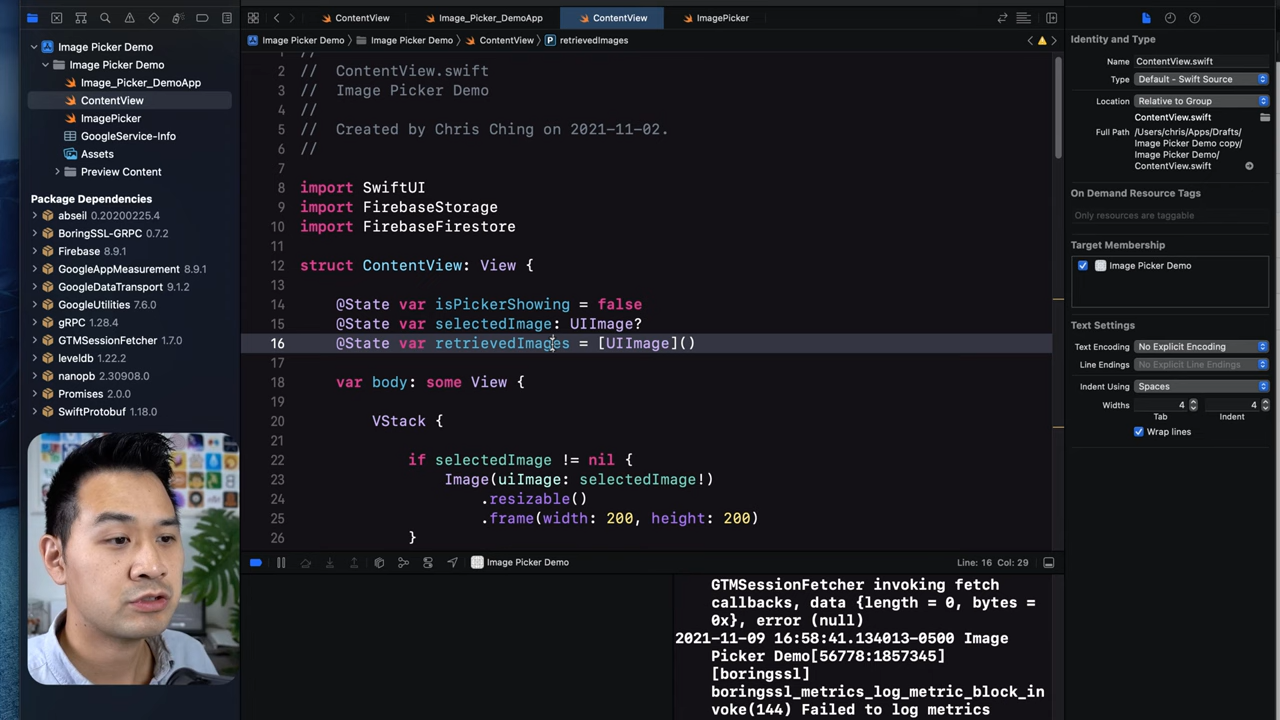 ContentView
Image_Picker_DemoApp
ContentView
ImagePicker
Image Picker Demo
Image Picker Demo
ContentView
retrievedImages
Image Picker Demo
Image Picker Demo
Image_Picker_DemoApp
ContentView
ImagePicker
GoogleService-Info
Assets
Preview Content
Package Dependencies
abseil 0.20200225.4
BoringSSL-GRPC 0.7.2
Firebase 8.9.1
GoogleAppMeasurement 8.9.1
GoogleDataTransport 9.1.2
GoogleUtilities 7.6.0
gRPC 1.28.4
GTMSessionFetcher 1.7.0
leveldb 1.22.2
nanopb 2.30908.0
Promises 2.0.0
SwiftProtobuf 1.18.0
2 // ContentView.swift
3 // Image Picker Demo
4 //
5 // Created by Chris Ching on 2021-11-02.
6 //
7
8 import SwiftUI
9 import FirebaseStorage
10 import FirebaseFirestore
11
12 struct ContentView: View {
13
14 @State var isPickerShowing = false
15 @State var selectedImage: UIImage?
16 @State var retrievedImages = [UIImage]()
17
18 var body: some View {
19
20 VStack {
21
22 if selectedImage != nil {
23 Image(uiImage: selectedImage!)
24 .resizable()
25 .frame(width: 200, height: 200)
26 }
Image Picker Demo
Line: 16 Col: 29
GTMSessionFetcher invoking fetch
callbacks, data {length = 0, bytes =
0x}, error (null)
2021-11-09 16:58:41.134013-0500 Image
Picker Demo[56778:1857345]
[boringssl]
boringssl_metrics_log_metric_block_in
voke(144) Failed to log metrics
Identity and Type
Name ContentView.swift
Type Default - Swift Source
Location Relative to Group
ContentView.swift
Full Path /Users/chris/Apps/Drafts/
Image Picker Demo copy/
Image Picker Demo/
ContentView.swift
On Demand Resource Tags
Only resources are taggable
Target Membership
Image Picker Demo
Text Settings
Text Encoding No Explicit Encoding
Line Endings No Explicit Line Endings
Indent Using Spaces
Widths 4 4
Tab Indent
Wrap lines